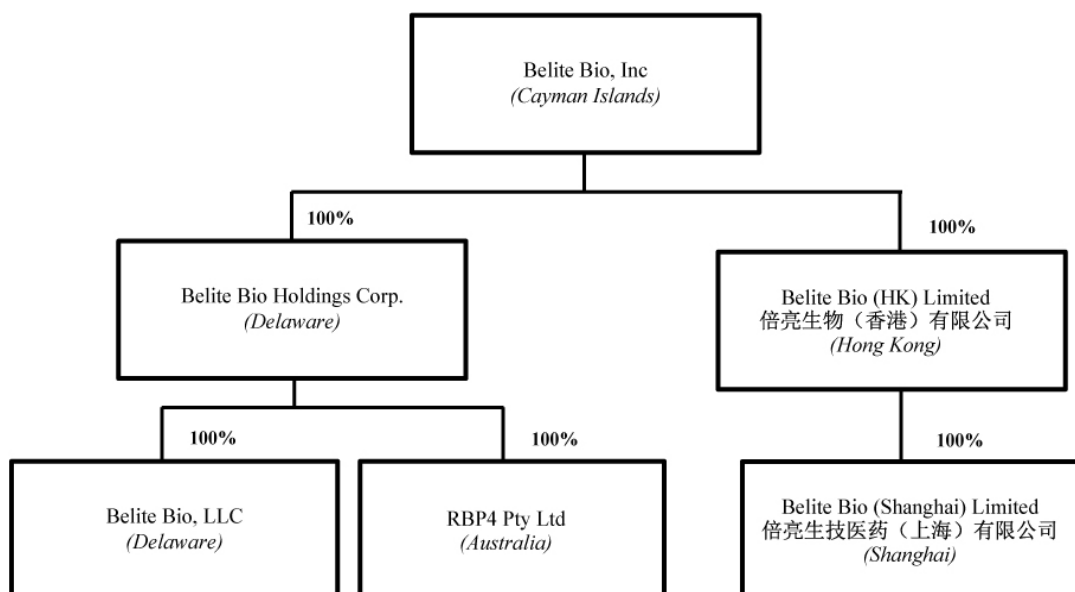 Belite Bio, Inc
(Cayman Islands)
100%
100%
Belite Bio Holdings Corp.
(Delaware)
Belite Bio (HK) Limited
倍亮生物（香港）有限公司
(Hong Kong)
100%
100%
100%
Belite Bio, LLC
(Delaware)
RBP4 Pty Ltd
(Australia)
Belite Bio (Shanghai) Limited
倍亮生技医药（上海）有限公司
(Shanghai)